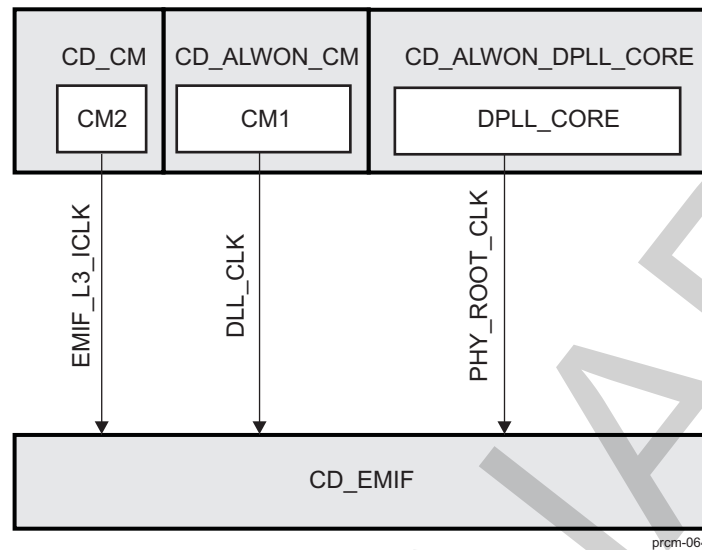 CD_CM
CD_ALWON_CM
CD_ALWON_DPLL_CORE
CM2
CM1
DPLL_CORE
EMIF_L3_ICLK
DLL_CLK
PHY_ROOT_CLK
CD_EMIF